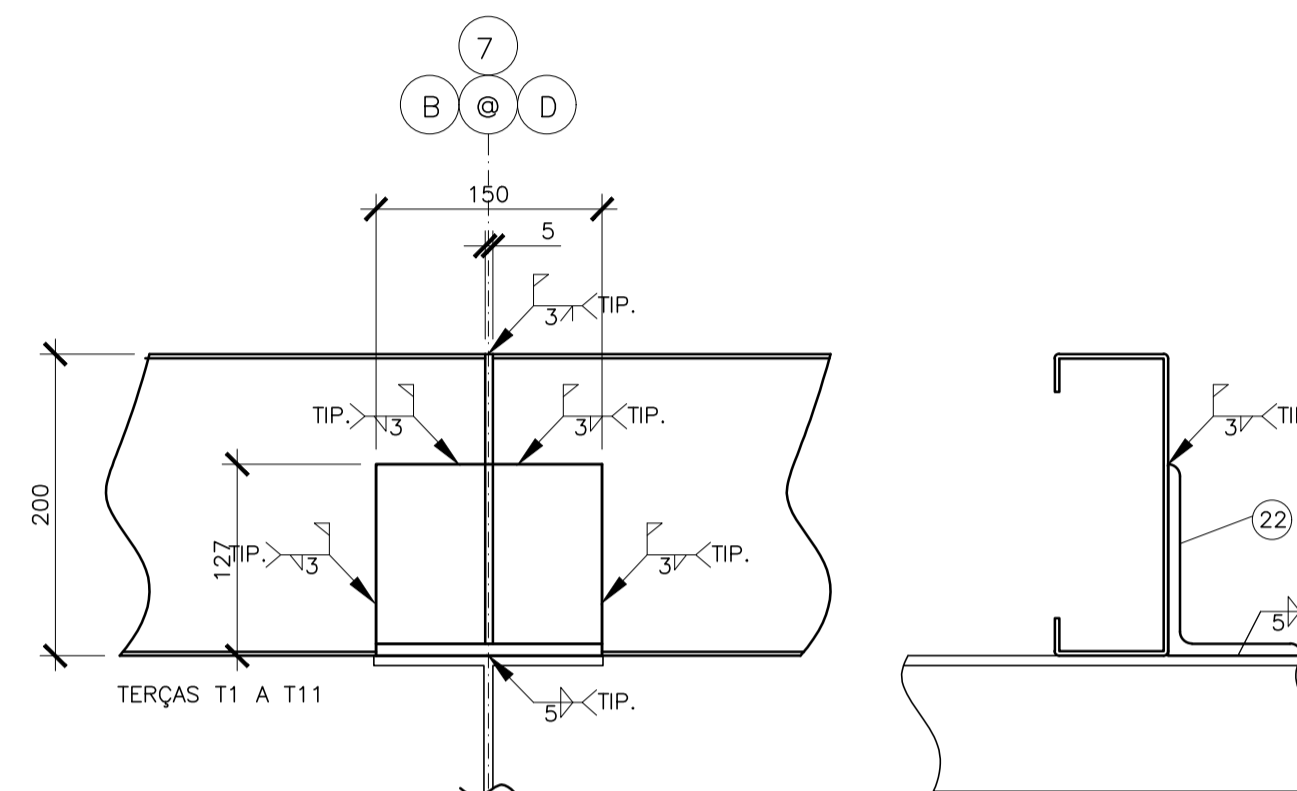 7
B @ D
150
5
3 TIP.
TIP. 3
3 TIP.
3 TIP
200
127
TIP. 3
3 TIP.
22
5
TERÇAS T1 A T11
5 TIP.